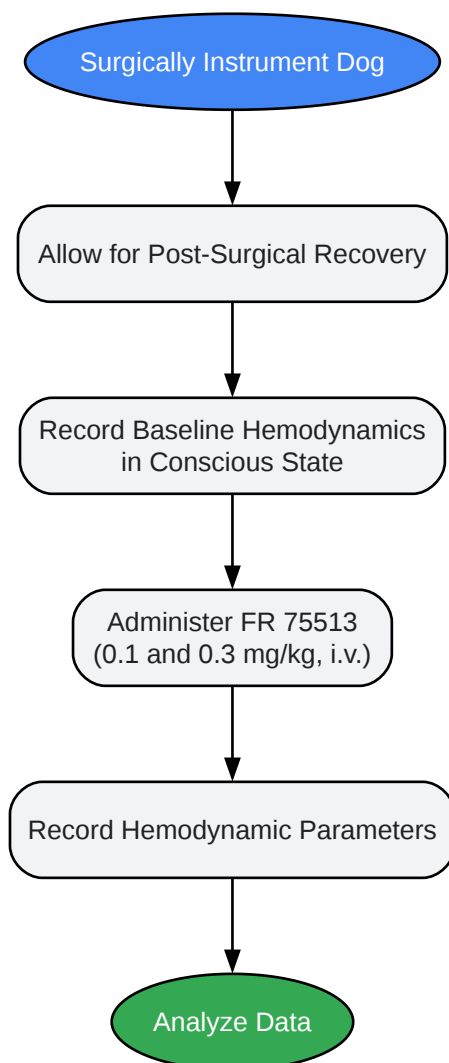 Surgically Instrument Dog
Allow for Post-Surgical Recovery
Record Baseline Hemodynamics
in Conscious State
Administer FR 75513
(0.1 and 0.3 mg/kg, i.v.)
Record Hemodynamic Parameters
Analyze Data